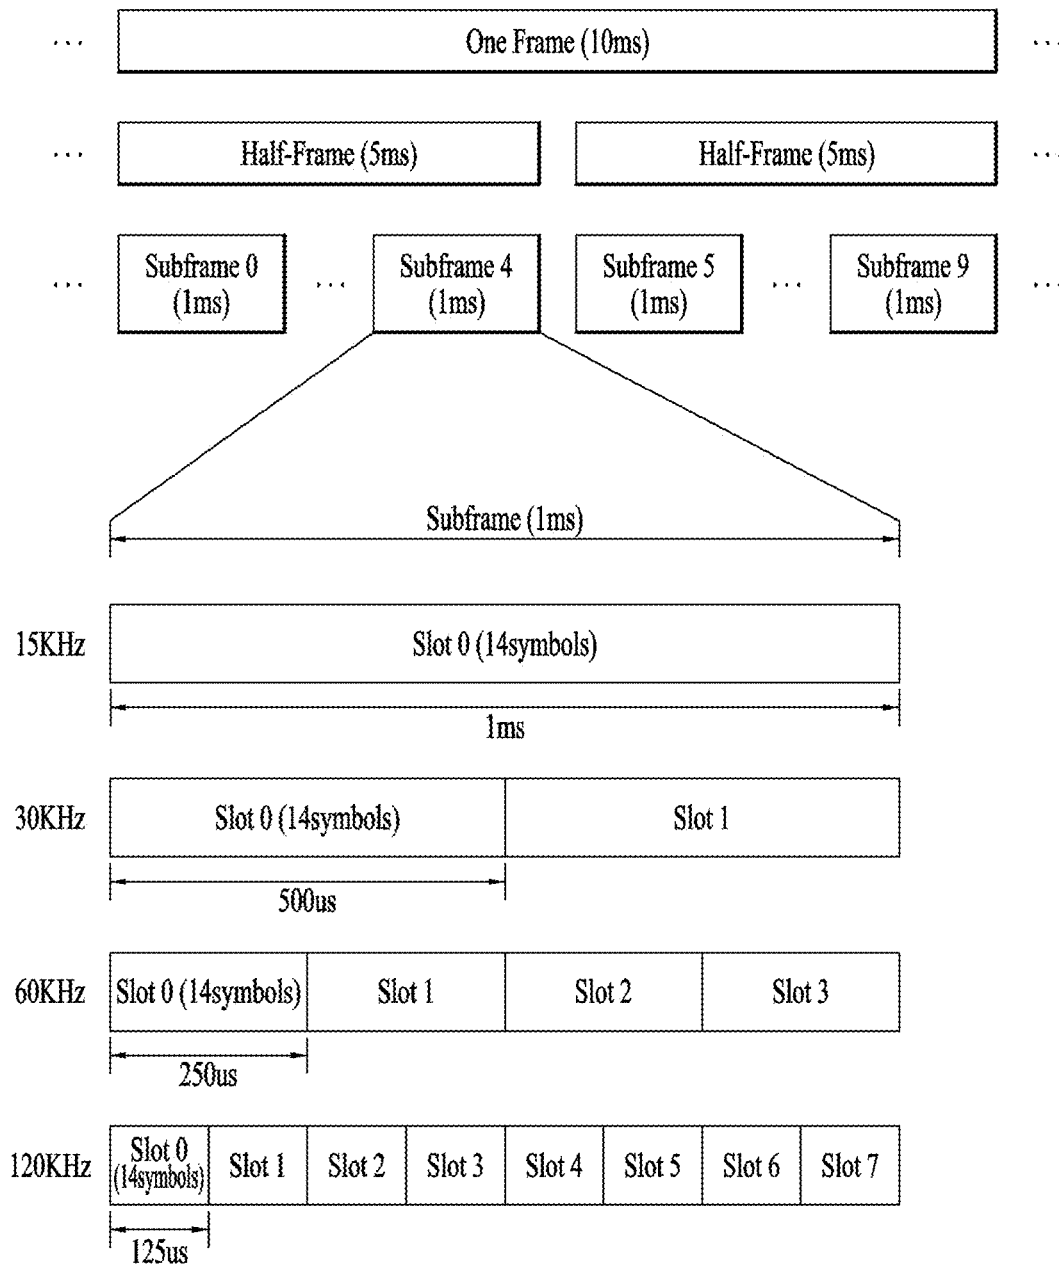 ... One Frame (10ms) ...
... Half-Frame (5ms) Half-Frame (5ms) ...
Subframe 0 Subframe 4 Subframe 5 Subframe 9
... (1ms) ... (1ms) (1ms) ... (1ms) ...
Subframe (1ms)
15KHz Slot 0 (14symbols)
1ms
30KHz Slot 0 (14symbols) Slot 1
500us
60KHz Slot 0 (14symbols) Slot 1 Slot 2 Slot 3
250us
120KHz Slot 0 (14symbols) Slot 1 Slot 2 Slot 3 Slot 4 Slot 5 Slot 6 Slot 7
125us